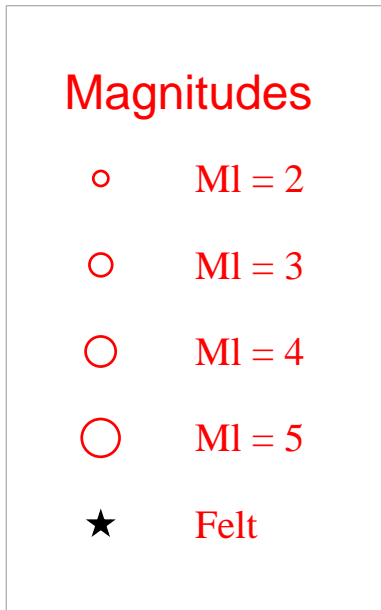 Magnitudes
Ml = 2
Ml = 3
Ml = 4
Ml = 5
Felt